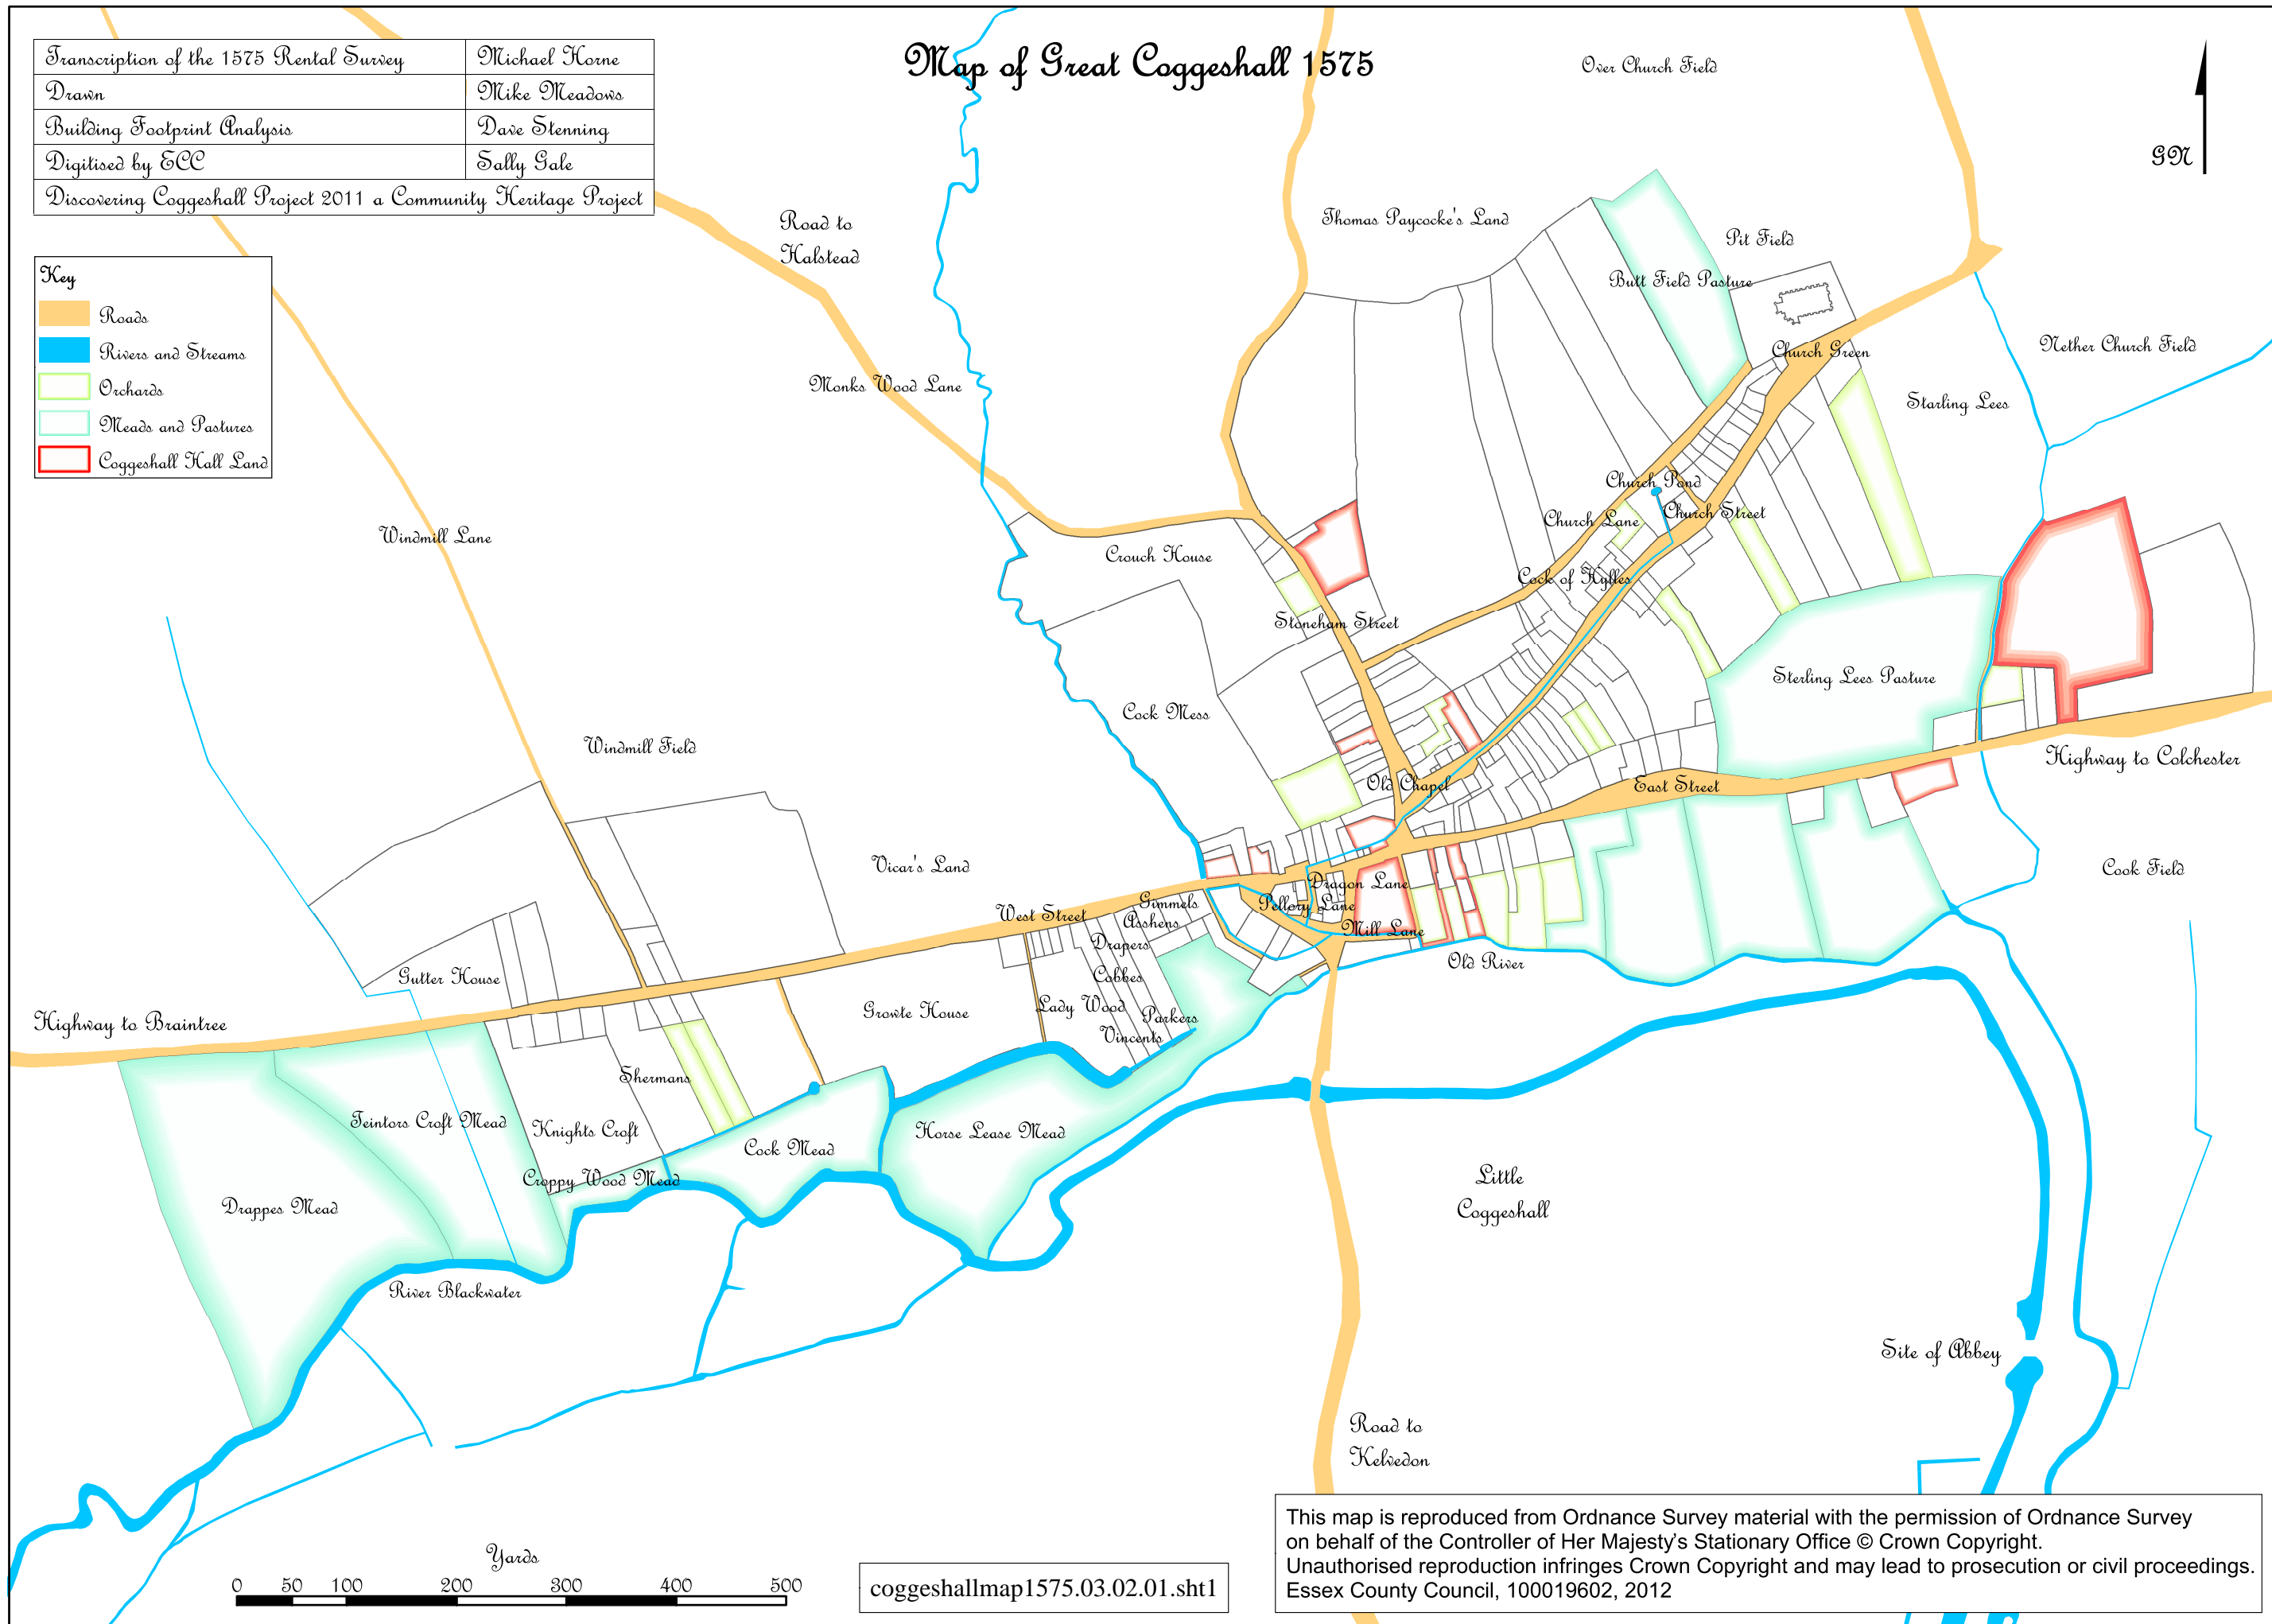 Map of Great Coggeshall 1575
Transcription of the 1575 Rental Survey Michael Horne
Drawn Mike Meadows
Building Footprint Analysis Dave Stenning
Digitised by ECC Sally Gale
Discovering Coggeshall Project 2011 a Community Heritage Project
Key
Roads
Rivers and Streams
Orchards
Meads and Pastures
Coggeshall Hall Land
GN
Over Church Field
Road to
Halstead
Thomas Paycocke's Land
Pit Field
Butt Field Pasture
Church Green
Nether Church Field
Monks Wood Lane
Starling Lees
Church Pond
Church Street
Church Lane
Windmill Lane
Crouch House
Cock of Hylles
Stoneham Street
Sterling Lees Pasture
Cock Mess
Windmill Field
Highway to Colchester
Old Chapel
East Street
Vicar's Land
Cook Field
Dragon Lane
Pellory Lane
Gimmels
West Street
Asshens
Mill Lane
Drapers
Old River
Cobbes
Gutter House
Lady Wood
Growte House
Parkers
Highway to Braintree
Vincents
Shermans
Teintors Croft Mead
Knights Croft
Horse Lease Mead
Cock Mead
Croppy Wood Mead
Little
Coggeshall
Drappes Mead
River Blackwater
Site of Abbey
Road to
Kelvedon
Yards
0 50 100 200 300 400 500
coggeshallmap1575.03.02.01.sht1
This map is reproduced from Ordnance Survey material with the permission of Ordnance Survey
on behalf of the Controller of Her Majesty's Stationary Office © Crown Copyright.
Unauthorised reproduction infringes Crown Copyright and may lead to prosecution or civil proceedings.
Essex County Council, 100019602, 2012